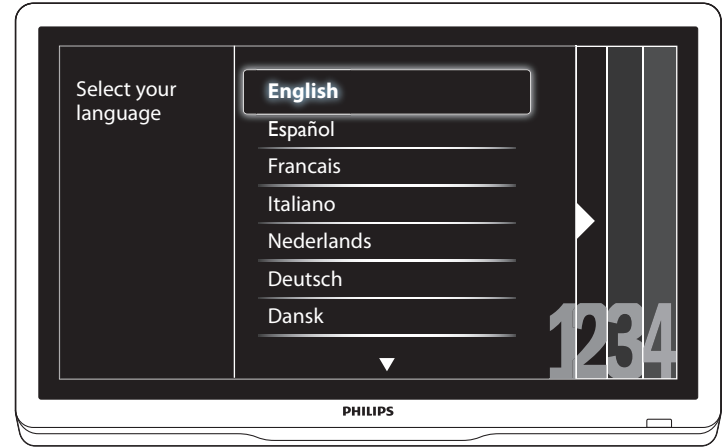 Select your
language
English
Español
Francais
Italiano
Nederlands
Deutsch
Dansk
1234
PHILIPS